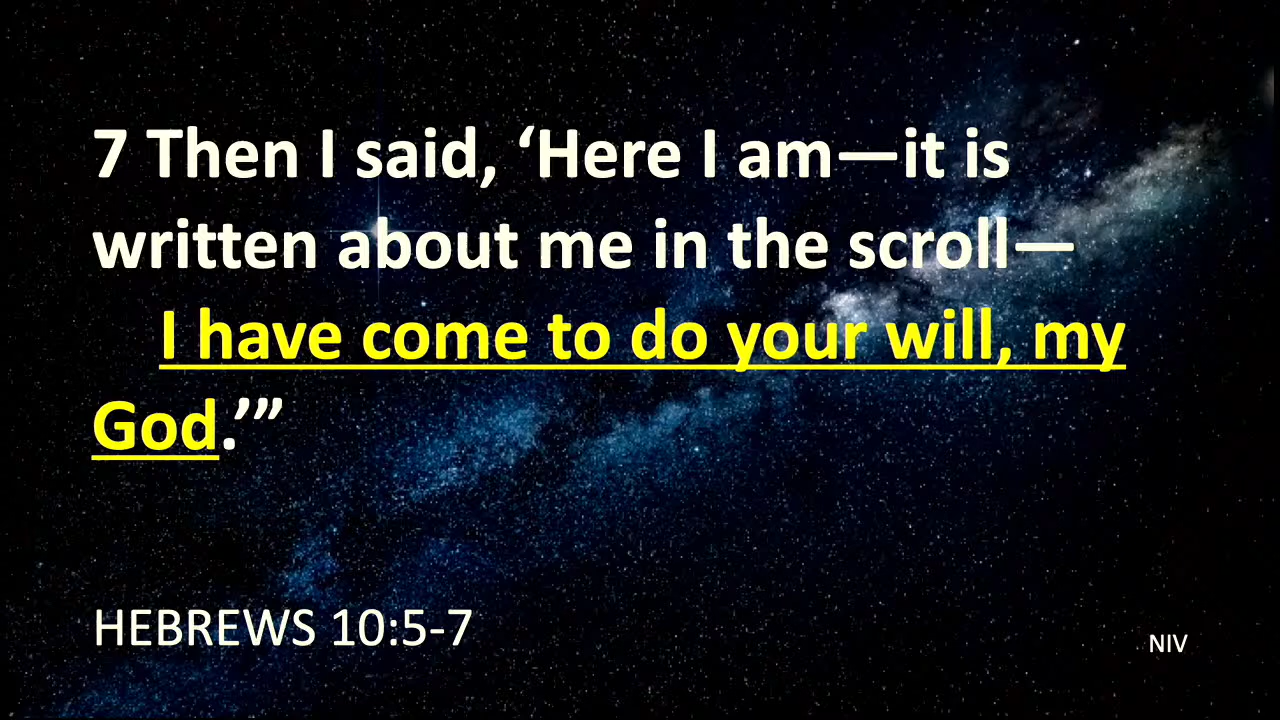 7 Then I said, ‘Here I am—it is
written about me in the scroll—
I have come to do your will, my
God.’”
HEBREWS 10:5-7
NIV